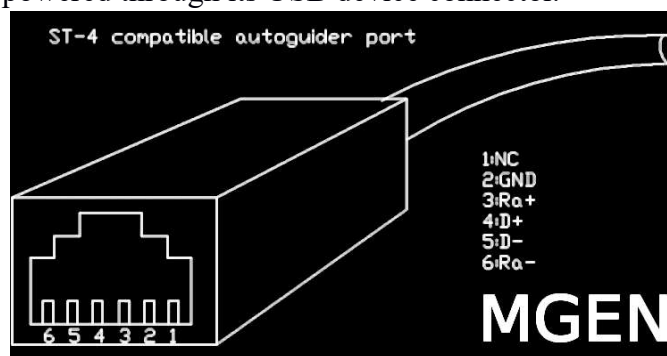 powered through its USB device connector.
ST-4 compatible autoguider port
1:NC
2:GND
3:Ra+
4:D+
5:D-
6:Ra-
6 5 4 3 2 1
MGEN